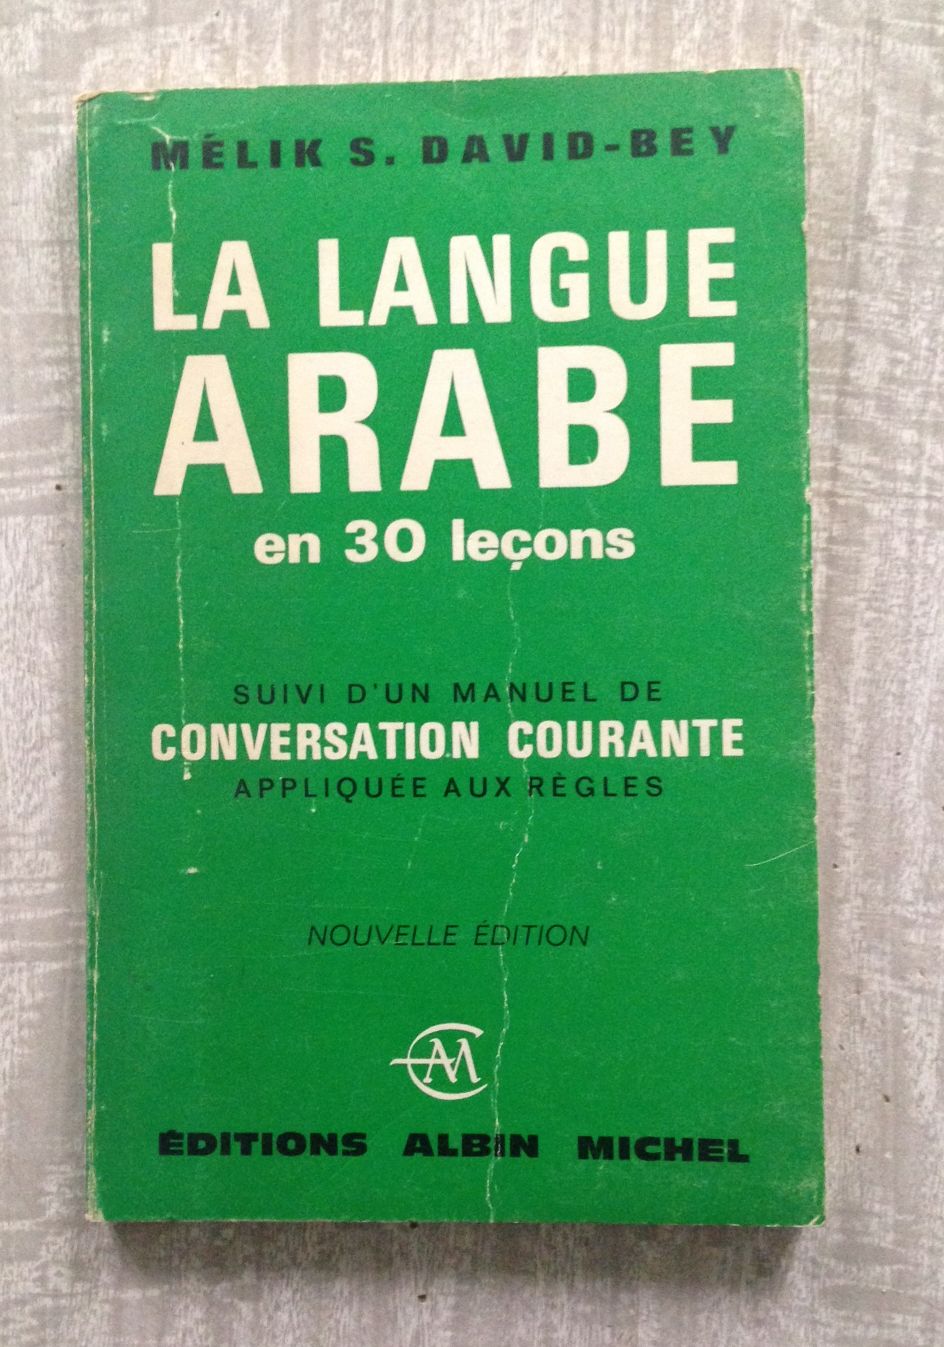 MÉLIK S. DAVID-BEY
LA LANGUE
ARABE
en 30 leçons
SUIVI D'UN MANUEL DE
CONVERSATION COURANTE
APPLIQUÉE AUX RÈGLES
NOUVELLE ÉDITION
AM
ÉDITIONS ALBIN MICHEL